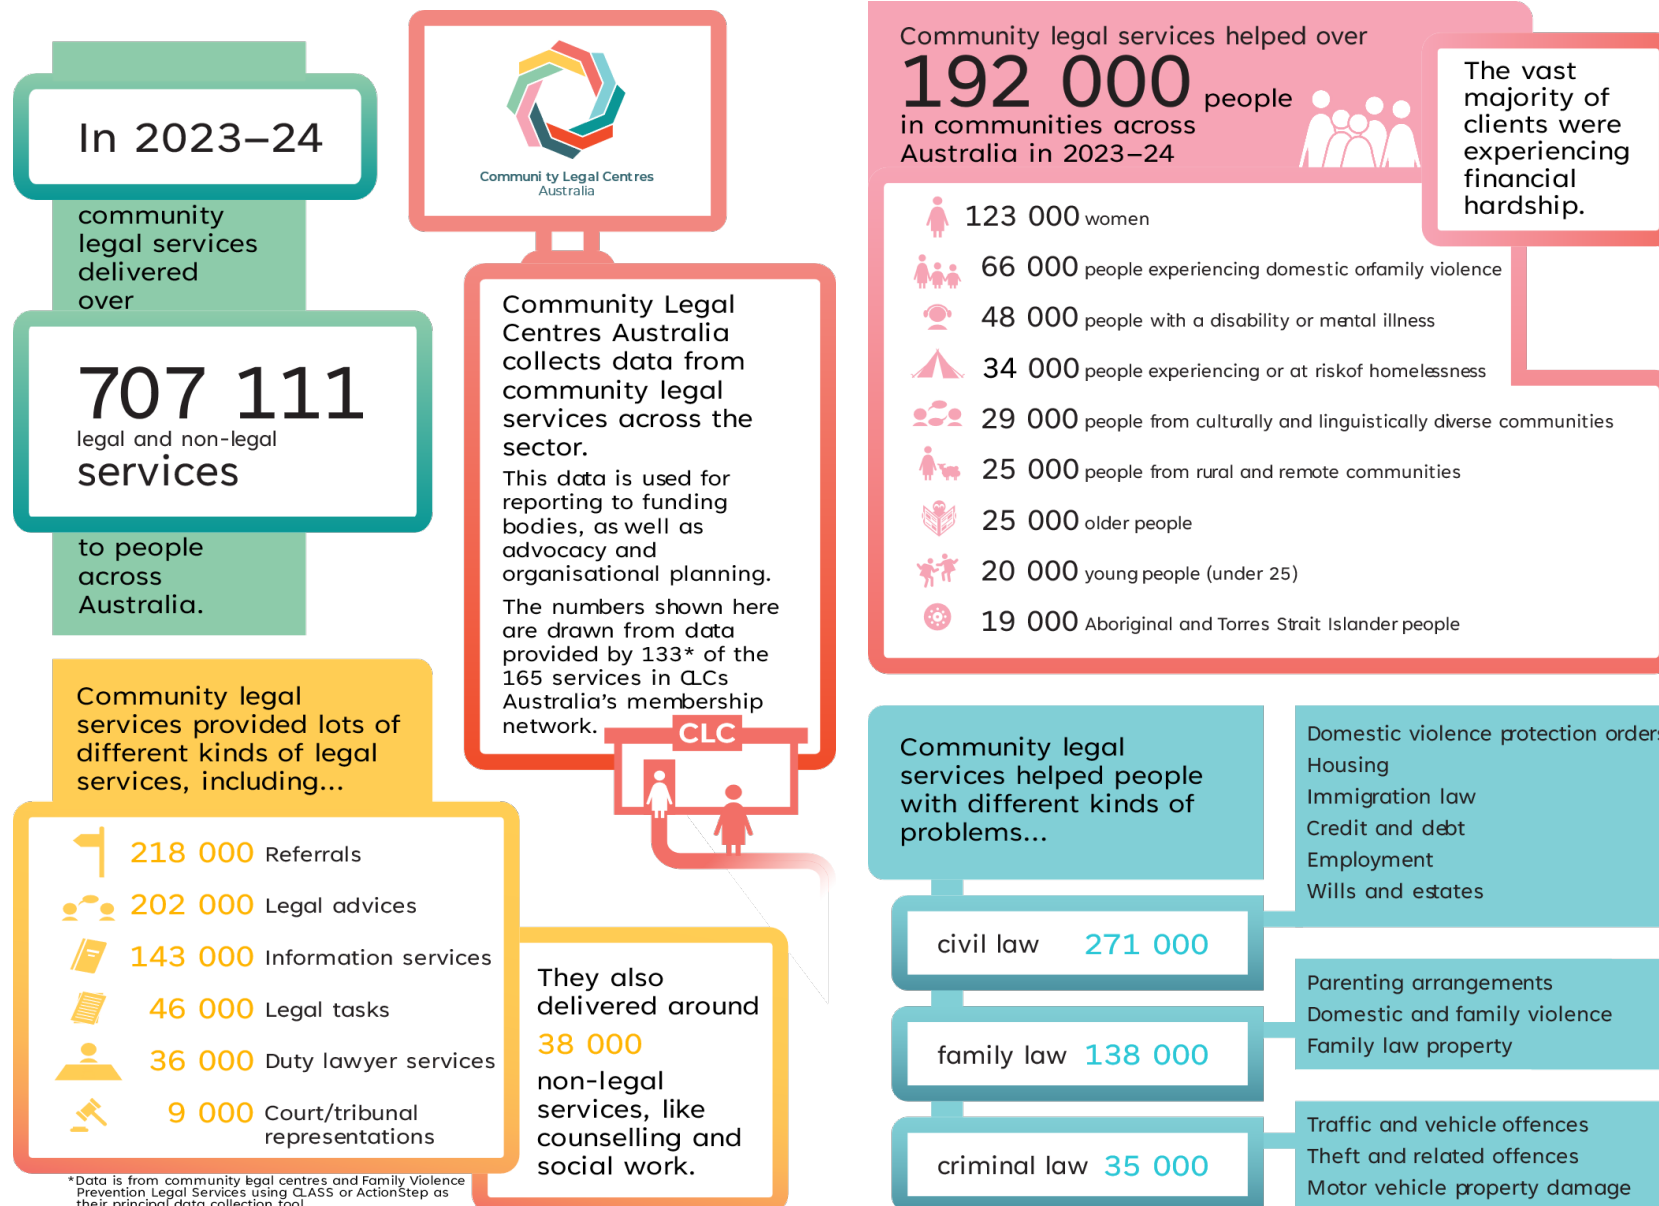 In 2023–24
community
legal services
delivered
over
707 111
legal and non-legal
services
to people
across
Australia.
Community legal
services provided lots of
different kinds of legal
services, including...
218 000 Referrals
202 000 Legal advices
143 000 Information services
46 000 Legal tasks
36 000 Duty lawyer services
9 000 Court/tribunal
representations
*Data is from community legal centres and Family Violence
Prevention Legal Services using CLASS or ActionStep as
their principal data collection tool
Community Legal Centres
Australia
Community Legal
Centres Australia
collects data from
community legal
services across the
sector.
This data is used for
reporting to funding
bodies, as well as
advocacy and
organisational planning.
The numbers shown here
are drawn from data
provided by 133* of the
165 services in CLCs
Australia's membership
network.
CLC
They also
delivered around
38 000
non-legal
services, like
counselling and
social work.
Community legal services helped over
192 000 people
in communities across
Australia in 2023–24
The vast
majority of
clients were
experiencing
financial
hardship.
123 000 women
66 000 people experiencing domestic or family violence
48 000 people with a disability or mental illness
34 000 people experiencing or at risk of homelessness
29 000 people from culturally and linguistically diverse communities
25 000 people from rural and remote communities
25 000 older people
20 000 young people (under 25)
19 000 Aboriginal and Torres Strait Islander people
Community legal
services helped people
with different kinds of
problems...
civil law 271 000
Domestic violence protection orders
Housing
Immigration law
Credit and debt
Employment
Wills and estates
family law 138 000
Parenting arrangements
Domestic and family violence
Family law property
criminal law 35 000
Traffic and vehicle offences
Theft and related offences
Motor vehicle property damage